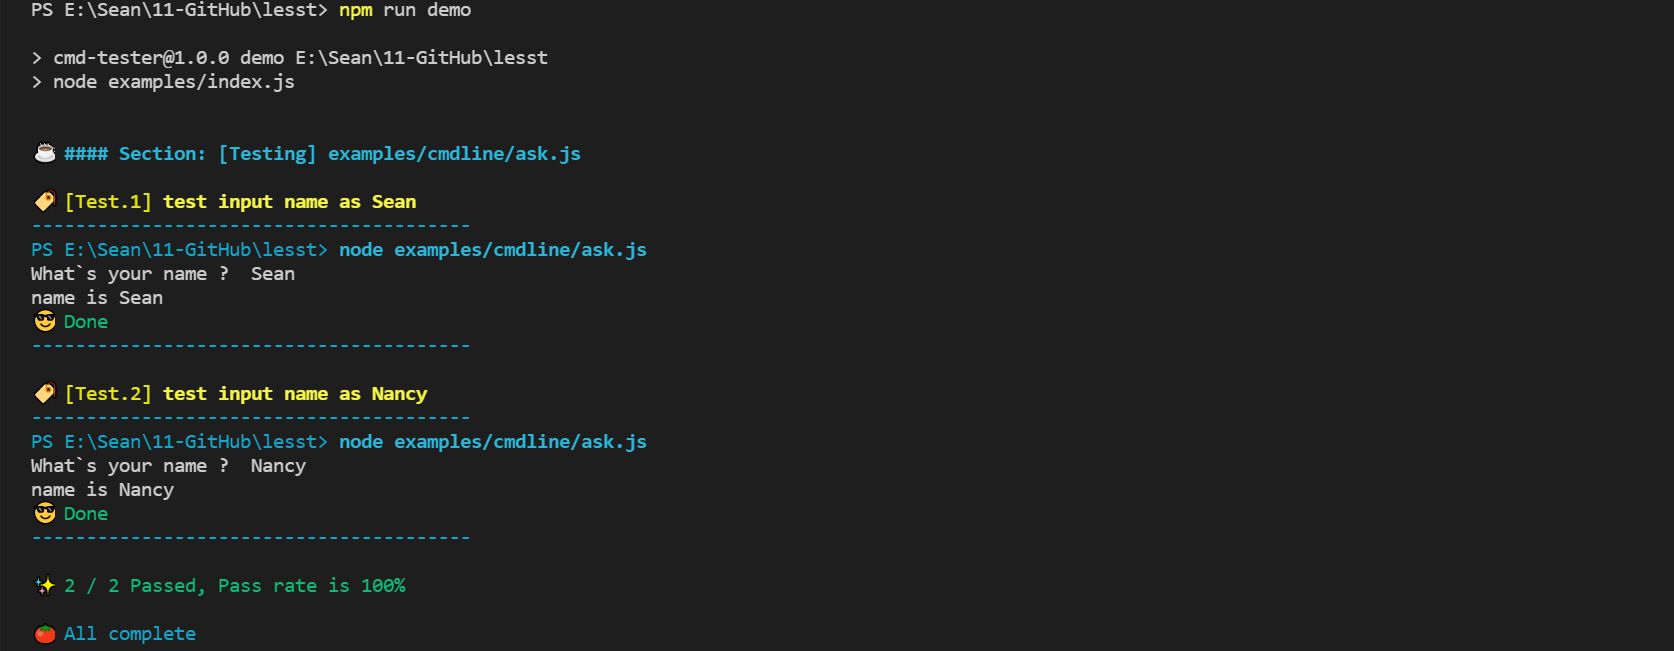 PS E:\Sean\11-GitHub\lesst> npm run demo
> cmd-tester@1.0.0 demo E:\Sean\11-GitHub\lesst
> node examples/index.js
☕ #### Section: [Testing] examples/cmdline/ask.js
🏷 [Test.1] test input name as Sean
----------------------------------------
PS E:\Sean\11-GitHub\lesst> node examples/cmdline/ask.js
What`s your name ?  Sean
name is Sean
😎 Done
----------------------------------------
🏷 [Test.2] test input name as Nancy
----------------------------------------
PS E:\Sean\11-GitHub\lesst> node examples/cmdline/ask.js
What`s your name ?  Nancy
name is Nancy
😎 Done
----------------------------------------
✨ 2 / 2 Passed, Pass rate is 100%
🍅 All complete